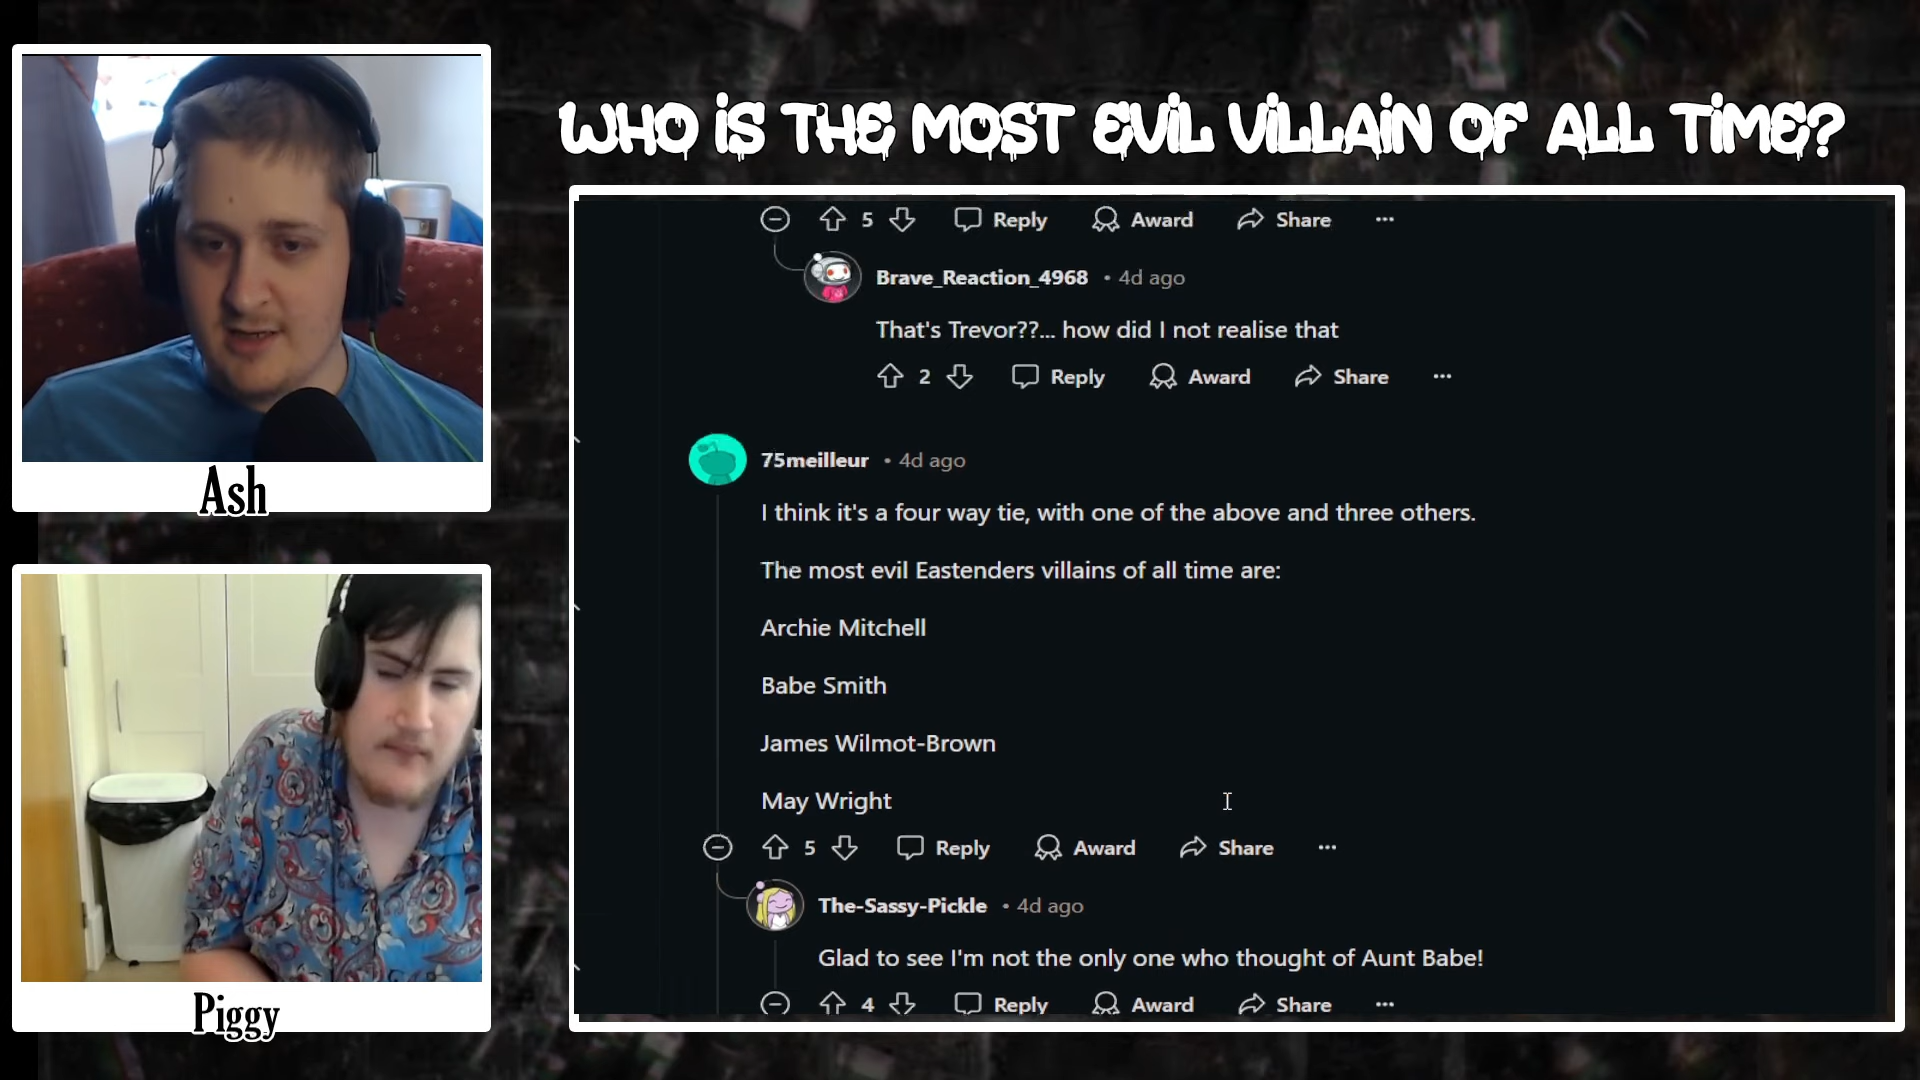 WHO iS THE MOST EViL ViLLAiN OF ALL TiME?
Ash
Piggy
5 Reply Award Share ...
Brave_Reaction_4968 • 4d ago
That's Trevor??... how did I not realise that
2 Reply Award Share ...
75meilleur • 4d ago
I think it's a four way tie, with one of the above and three others.
The most evil Eastenders villains of all time are:
Archie Mitchell
Babe Smith
James Wilmot-Brown
May Wright
5 Reply Award Share ...
The-Sassy-Pickle • 4d ago
Glad to see I'm not the only one who thought of Aunt Babe!
4 Reply Award Share ...